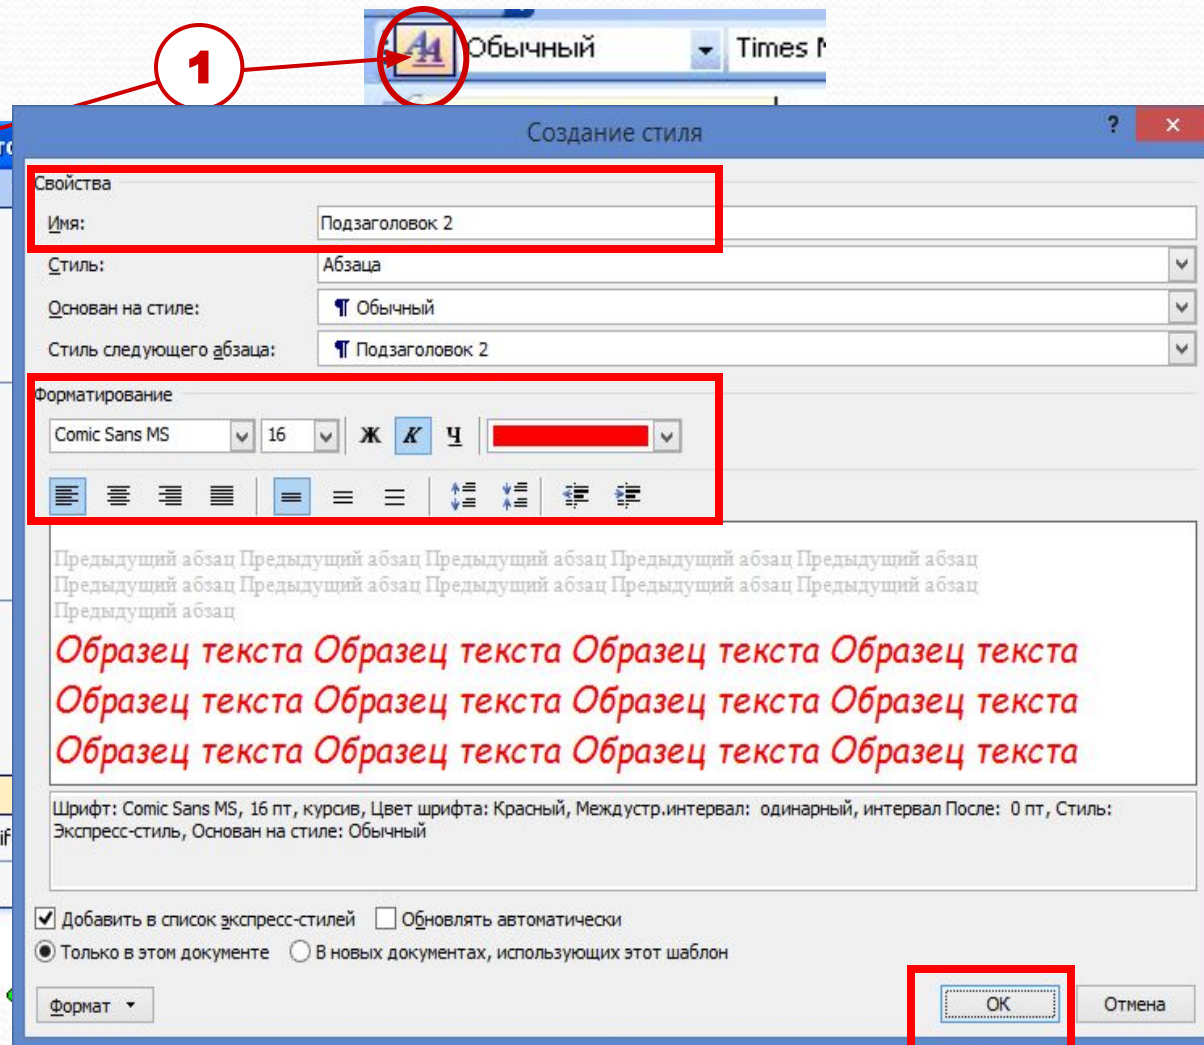 1
Обычный Times
Создание стиля
Свойства
Имя: Подзаголовок 2
Стиль: Абзаца
Основан на стиле: ¶ Обычный
Стиль следующего абзаца: ¶ Подзаголовок 2
Форматирование
Comic Sans MS 16 Ж К Ч
Предыдущий абзац Предыдущий абзац Предыдущий абзац Предыдущий абзац Предыдущий абзац
Предыдущий абзац Предыдущий абзац Предыдущий абзац Предыдущий абзац Предыдущий абзац
Предыдущий абзац
Образец текста Образец текста Образец текста Образец текста
Образец текста Образец текста Образец текста Образец текста
Образец текста Образец текста Образец текста Образец текста
Шрифт: Comic Sans MS, 16 пт, курсив, Цвет шрифта: Красный, Междустр.интервал: одинарный, интервал После: 0 пт, Стиль:
Экспресс-стиль, Основан на стиле: Обычный
Добавить в список экспресс-стилей Обновлять автоматически
Только в этом документе В новых документах, использующих этот шаблон
Формат ОК Отмена